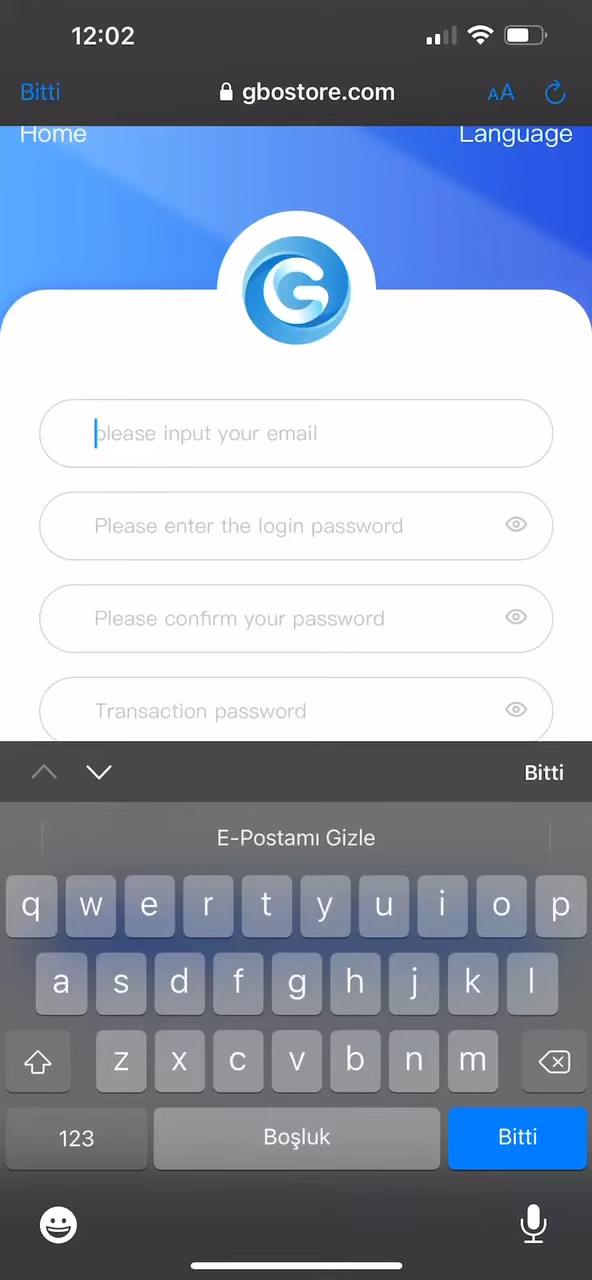 12:02
Bitti
gbostore.com
AA
Home
Language
G
please input your email
Please enter the login password
Please confirm your password
Transaction password
Bitti
E-Postamı Gizle
q w e r t y u i o p
a s d f g h j k l
z x c v b n m
123
Boşluk
Bitti